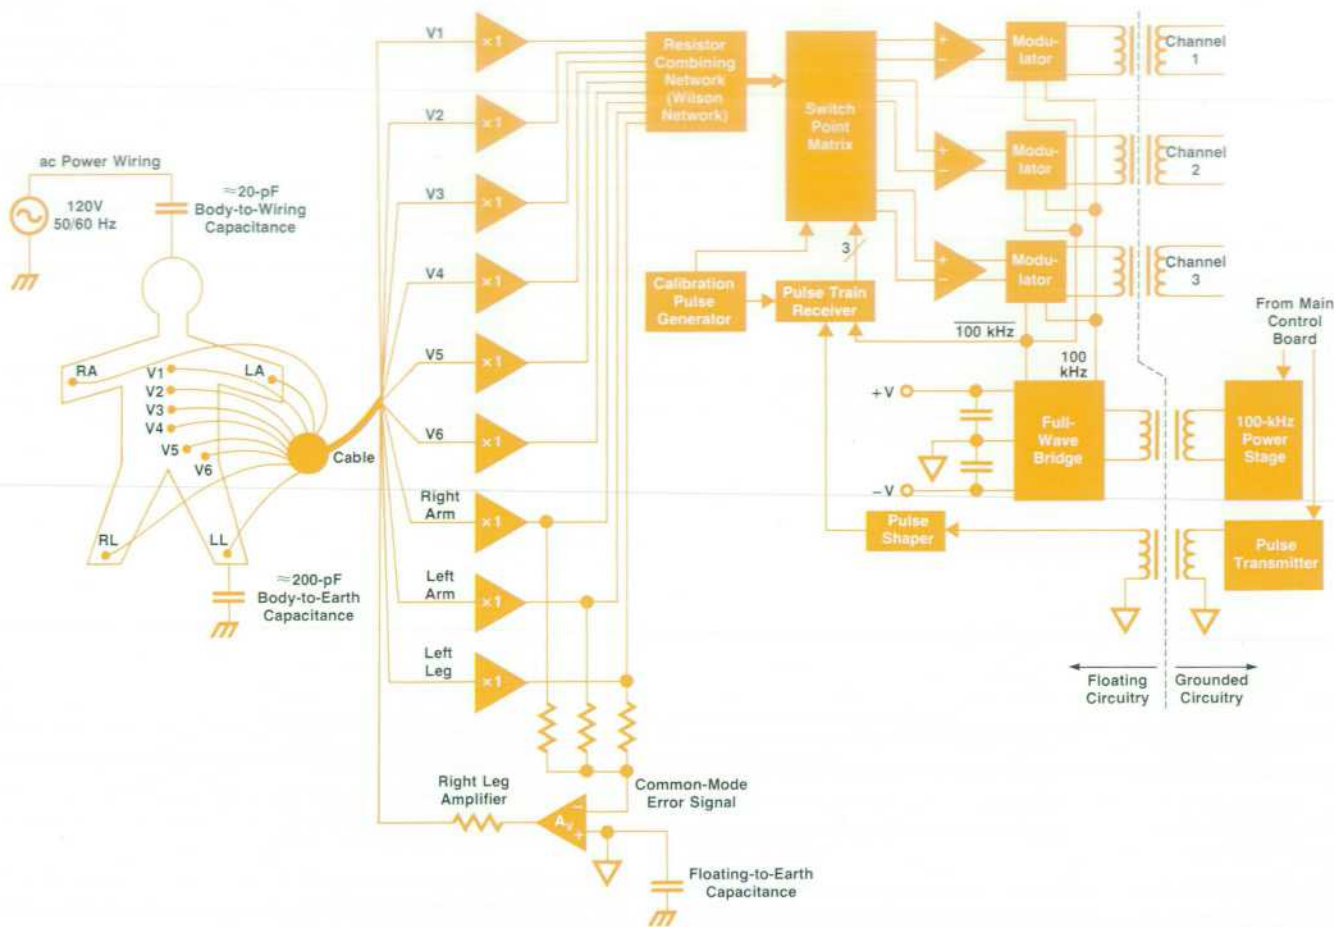 V1
×1
Resistor
Combining
Network
(Wilson
Network)
Switch
Point
Matrix
+
−
Modu-
lator
Channel
1
V2
×1
ac Power Wiring
120V
50/60 Hz
≈20-pF
Body-to-Wiring
Capacitance
V3
×1
+
−
Modu-
lator
Channel
2
V4
×1
3
Calibration
Pulse
Generator
Pulse Train
Receiver
+
−
Modu-
lator
Channel
3
From Main
Control
Board
100 kHz
100
kHz
RA
V1
LA
V2
V3
V4
V5
V6
Cable
V5
×1
V6
×1
+V
−V
Full-
Wave
Bridge
100-kHz
Power
Stage
Right
Arm
×1
Pulse
Shaper
Pulse
Transmitter
RL
LL
≈200-pF
Body-to-Earth
Capacitance
Left
Arm
×1
Left
Leg
×1
Floating
Circuitry
Grounded
Circuitry
Right Leg
Amplifier
Common-Mode
Error Signal
Av
−
+
Floating-to-Earth
Capacitance